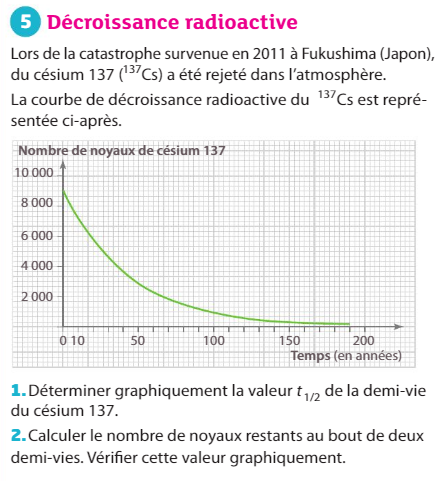 5 Décroissance radioactive
Lors de la catastrophe survenue en 2011 à Fukushima (Japon),
du césium 137 (¹³⁷Cs) a été rejeté dans l'atmosphère.
La courbe de décroissance radioactive du ¹³⁷Cs est repré-
sentée ci-après.
Nombre de noyaux de césium 137
10 000
8 000
6 000
4 000
2 000
0 10 50 100 150 200
Temps (en années)
1. Déterminer graphiquement la valeur t 1/2 de la demi-vie
du césium 137.
2. Calculer le nombre de noyaux restants au bout de deux
demi-vies. Vérifier cette valeur graphiquement.